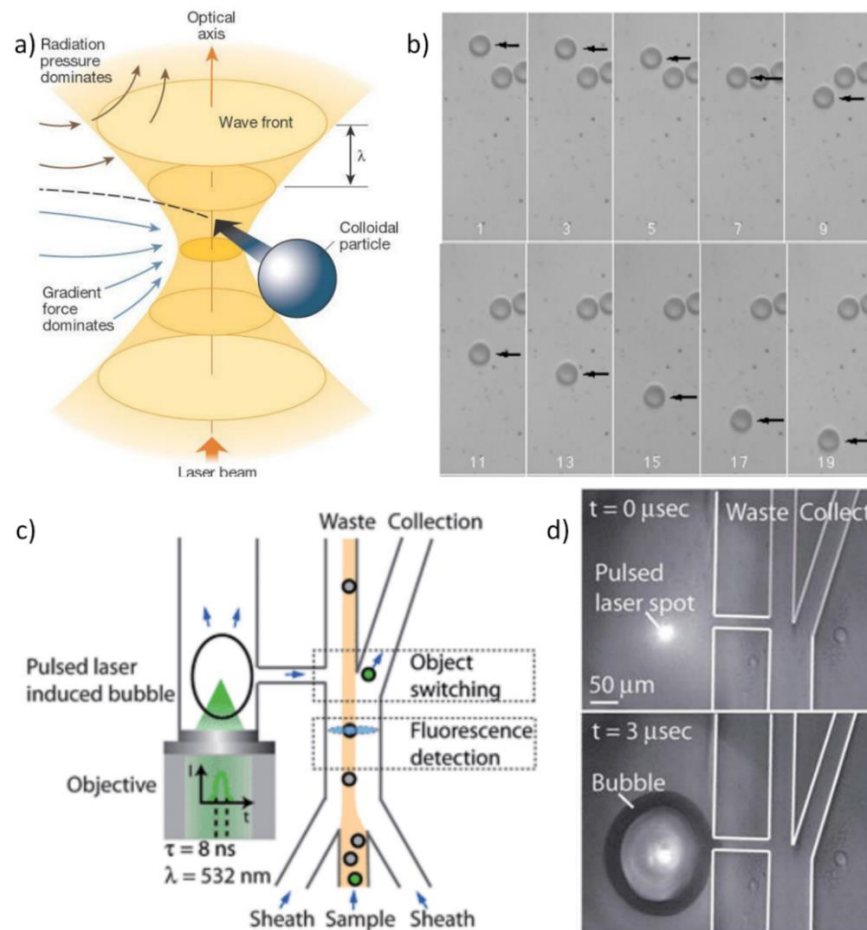 a)
Optical
axis
Radiation
pressure
dominates
Wave front
λ
Colloidal
particle
Gradient
force
dominates
Laser beam
b)
1 3 5 7 9
11 13 15 17 19
c)
Waste Collection
Pulsed laser
induced bubble
Object
switching
Fluorescence
detection
Objective
I
t
τ = 8 ns
λ = 532 nm
Sheath Sample Sheath
d)
t = 0 μsec
Waste Collect
Pulsed
laser spot
50 μm
t = 3 μsec
Bubble